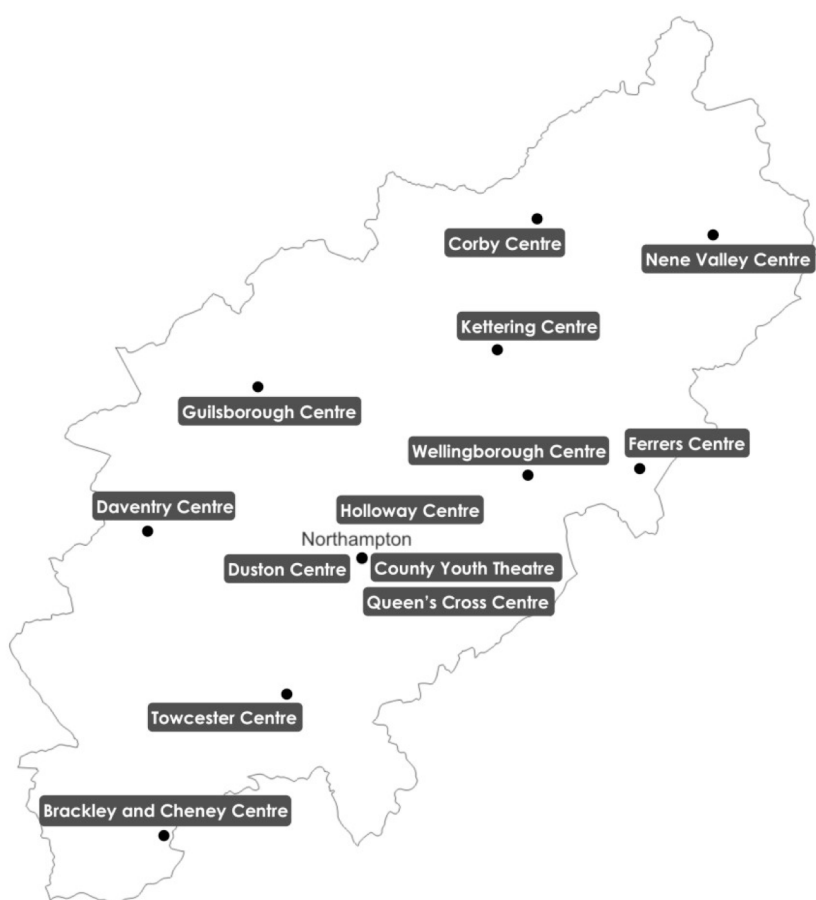 Corby Centre
Nene Valley Centre
Kettering Centre
Guilsborough Centre
Ferrers Centre
Wellingborough Centre
Daventry Centre
Holloway Centre
Northampton
Duston Centre
County Youth Theatre
Queen's Cross Centre
Towcester Centre
Brackley and Cheney Centre